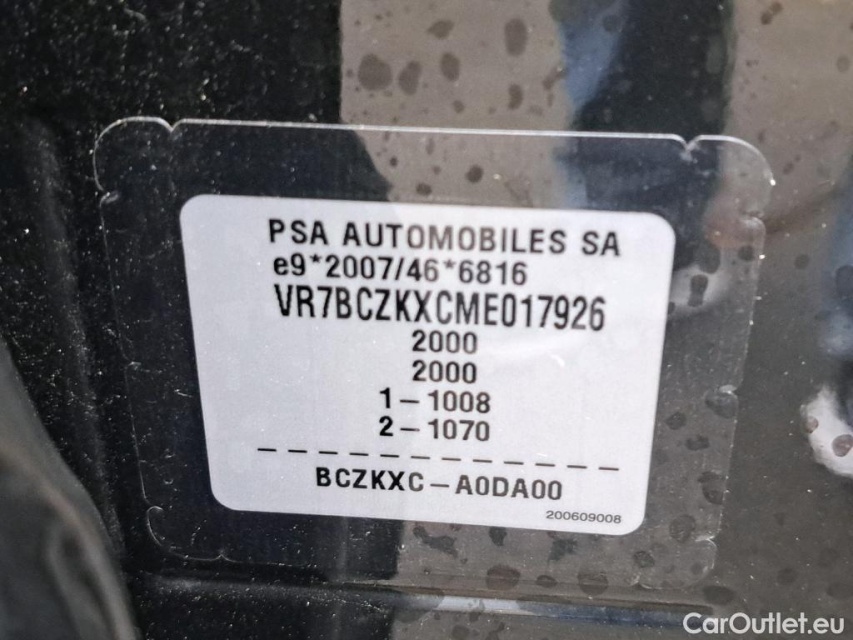 PSA AUTOMOBILES SA
e9*2007/46*6816
VR7BCZKXCME017926
2000
2000
1-1008
2-1070
BCZKXC-A0DA00
200609008
CarOutlet.eu